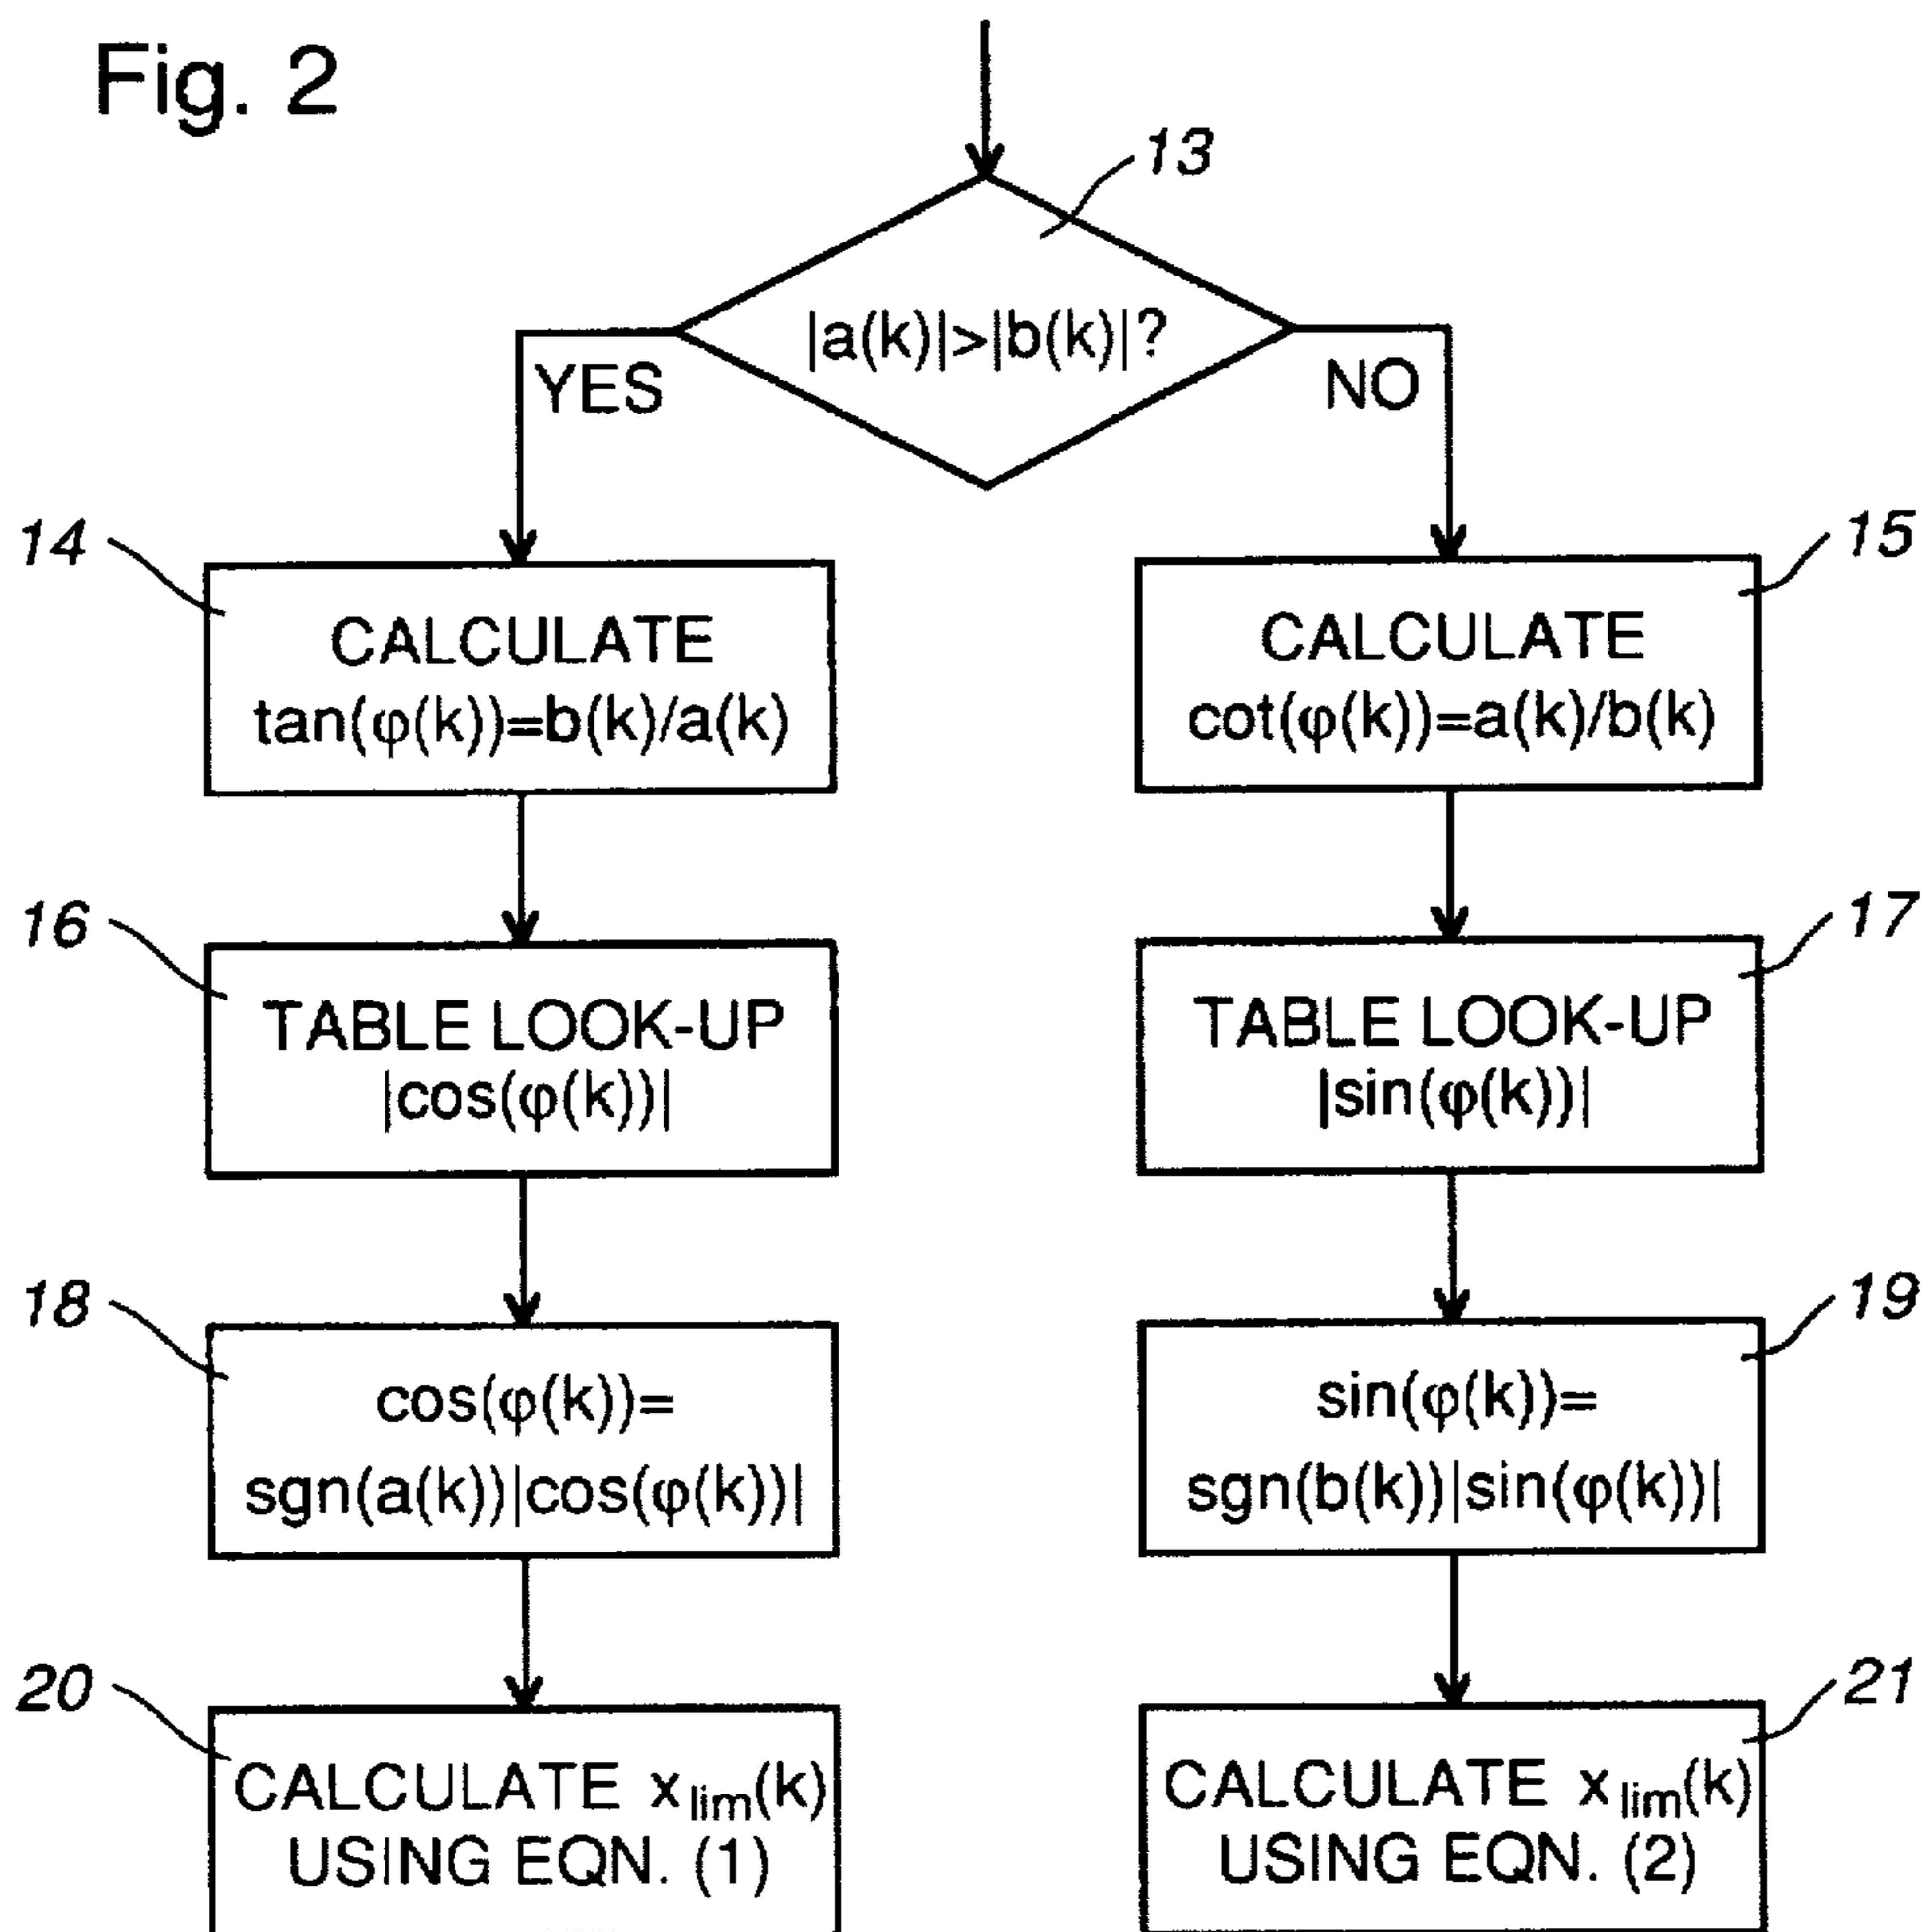 Fig. 2
13
|a(k)|>|b(k)|?
YES
NO
14
CALCULATE
tan(φ(k))=b(k)/a(k)
15
CALCULATE
cot(φ(k))=a(k)/b(k)
16
TABLE LOOK-UP
|cos(φ(k))|
17
TABLE LOOK-UP
|sin(φ(k))|
18
cos(φ(k))=
sgn(a(k))|cos(φ(k))|
19
sin(φ(k))=
sgn(b(k))|sin(φ(k))|
20
CALCULATE xlim(k)
USING EQN. (1)
21
CALCULATE xlim(k)
USING EQN. (2)